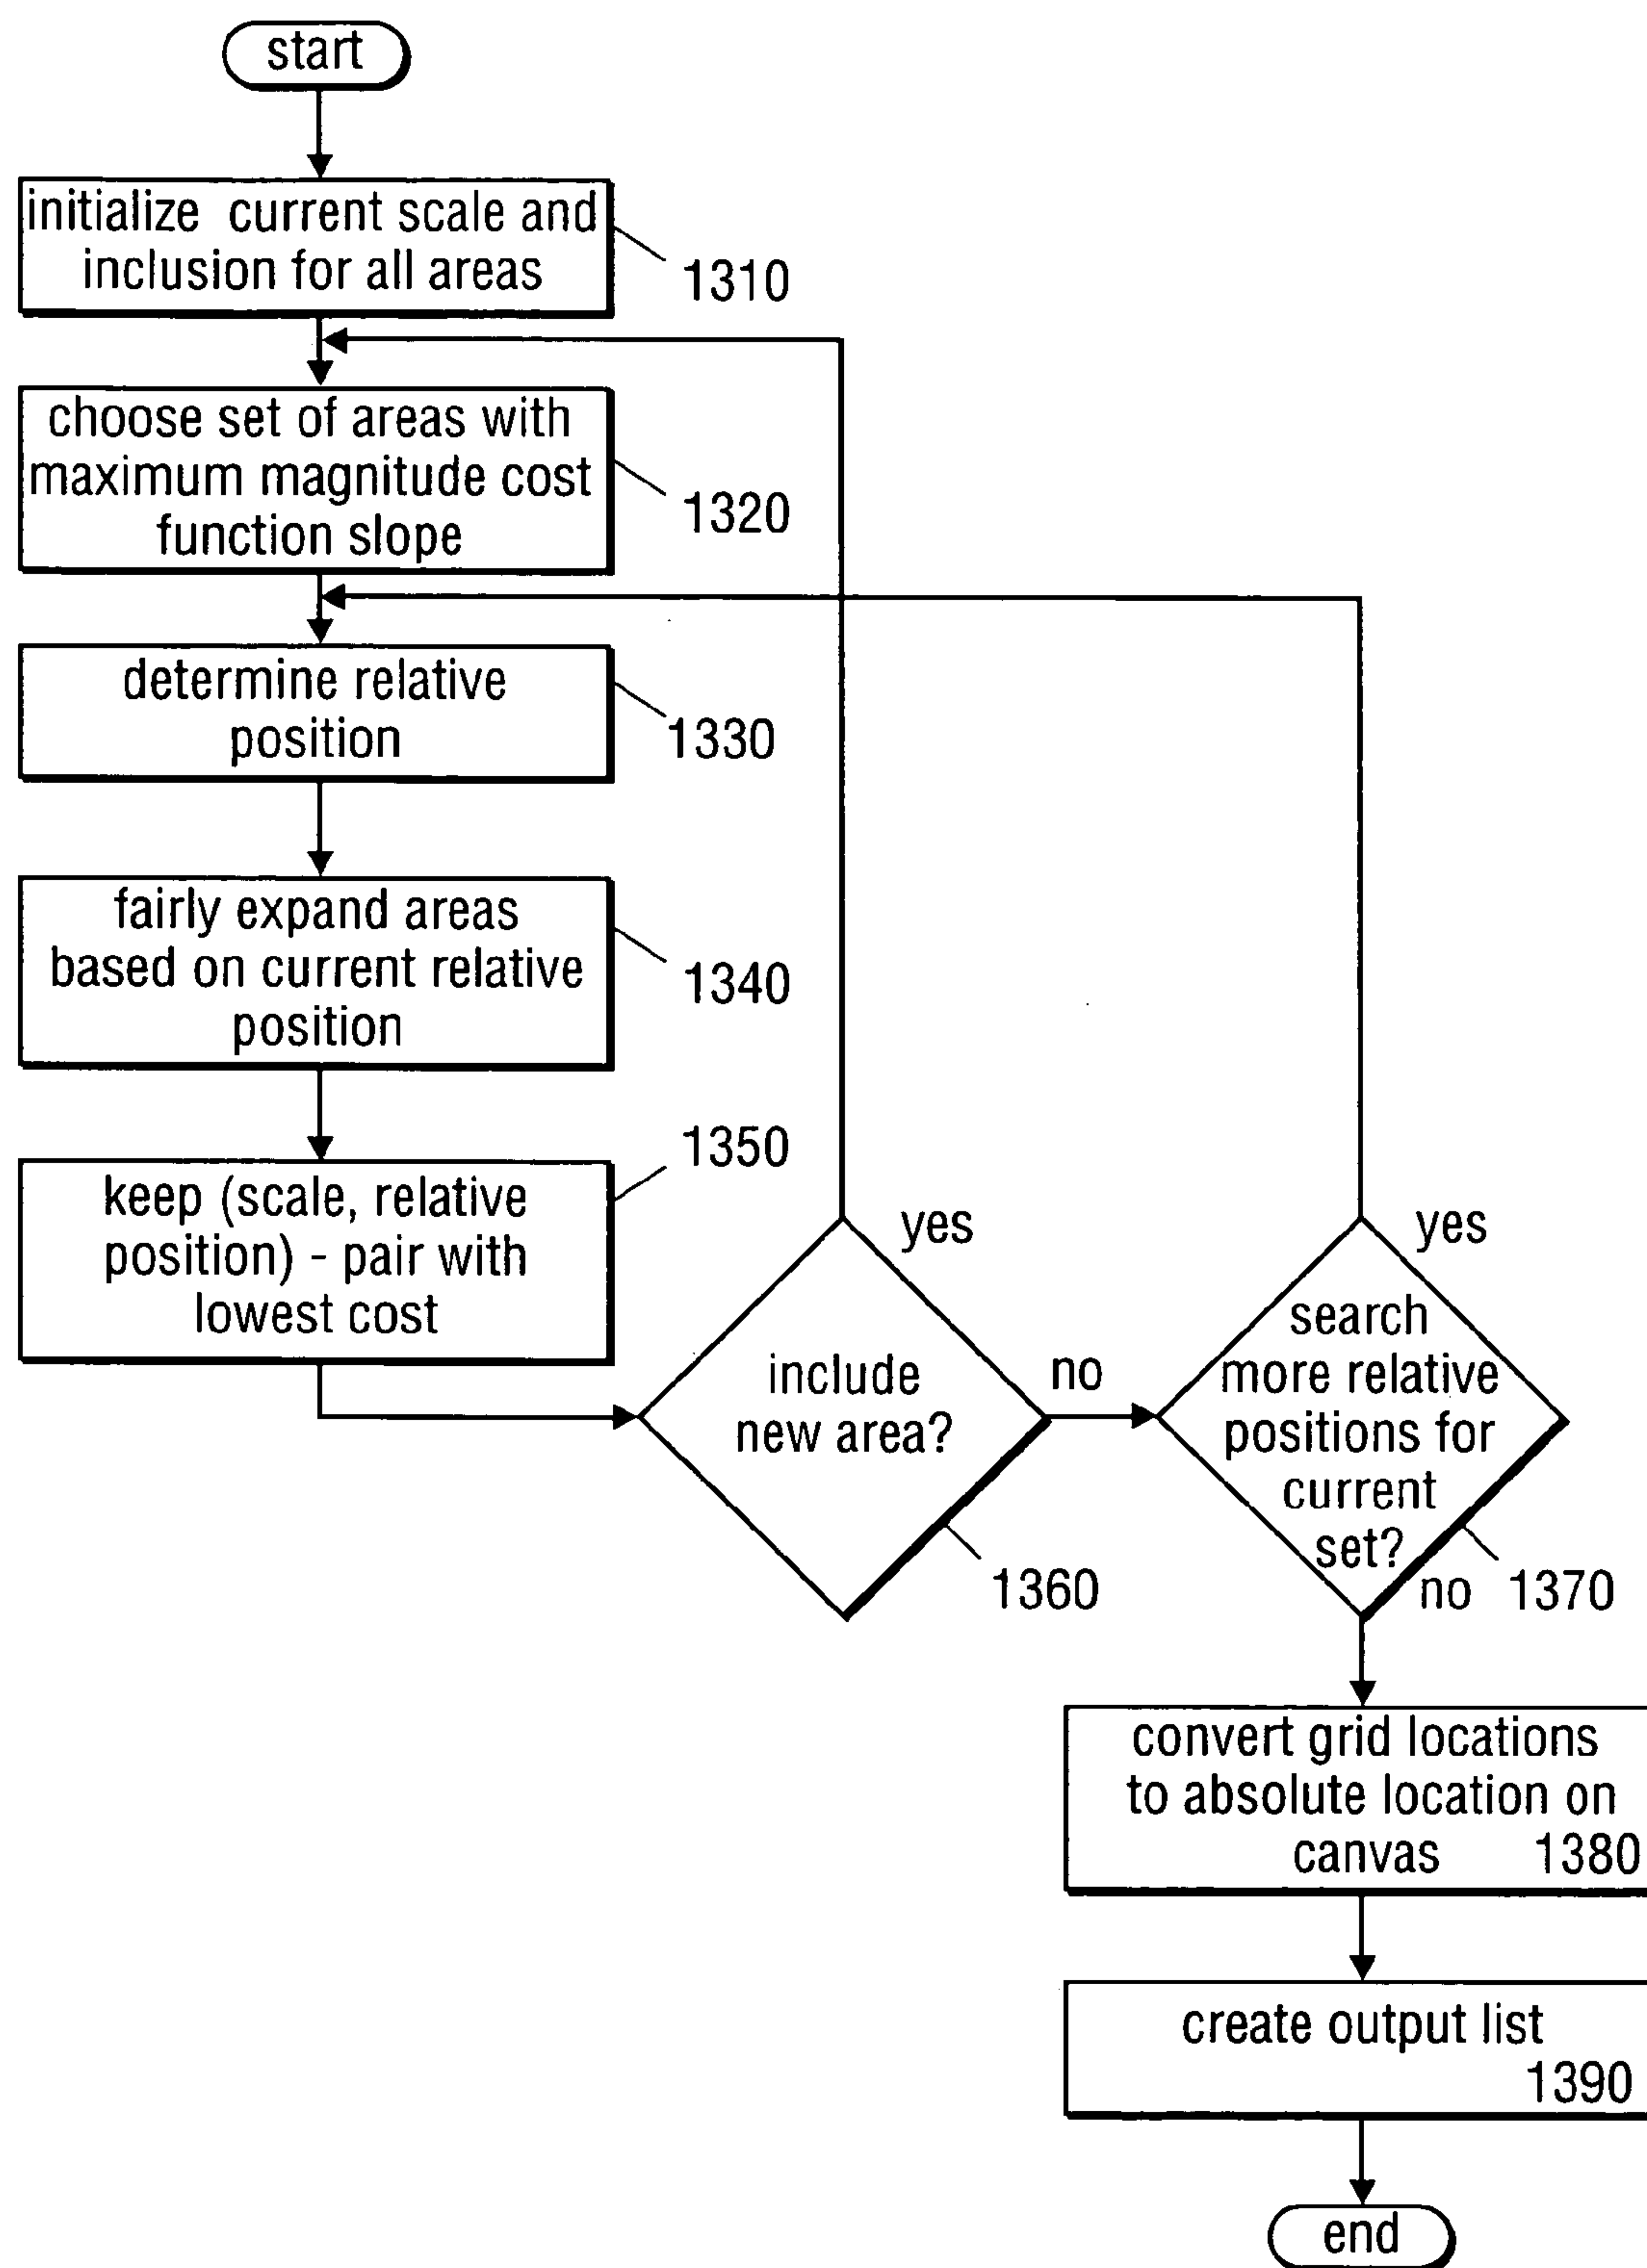 start
initialize current scale and
inclusion for all areas
1310
choose set of areas with
maximum magnitude cost
function slope
1320
determine relative
position
1330
fairly expand areas
based on current relative
position
1340
keep (scale, relative
position) - pair with
lowest cost
1350
include
new area?
yes
no
1360
search
more relative
positions for
current
set?
yes
no
1370
convert grid locations
to absolute location on
canvas 1380
create output list
1390
end